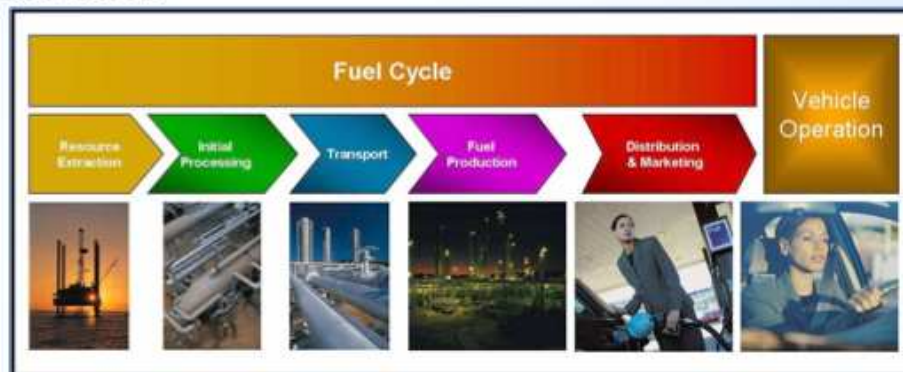 Fuel Cycle
Vehicle
Operation
Resource
Extraction
Initial
Processing
Transport
Fuel
Production
Distribution
& Marketing